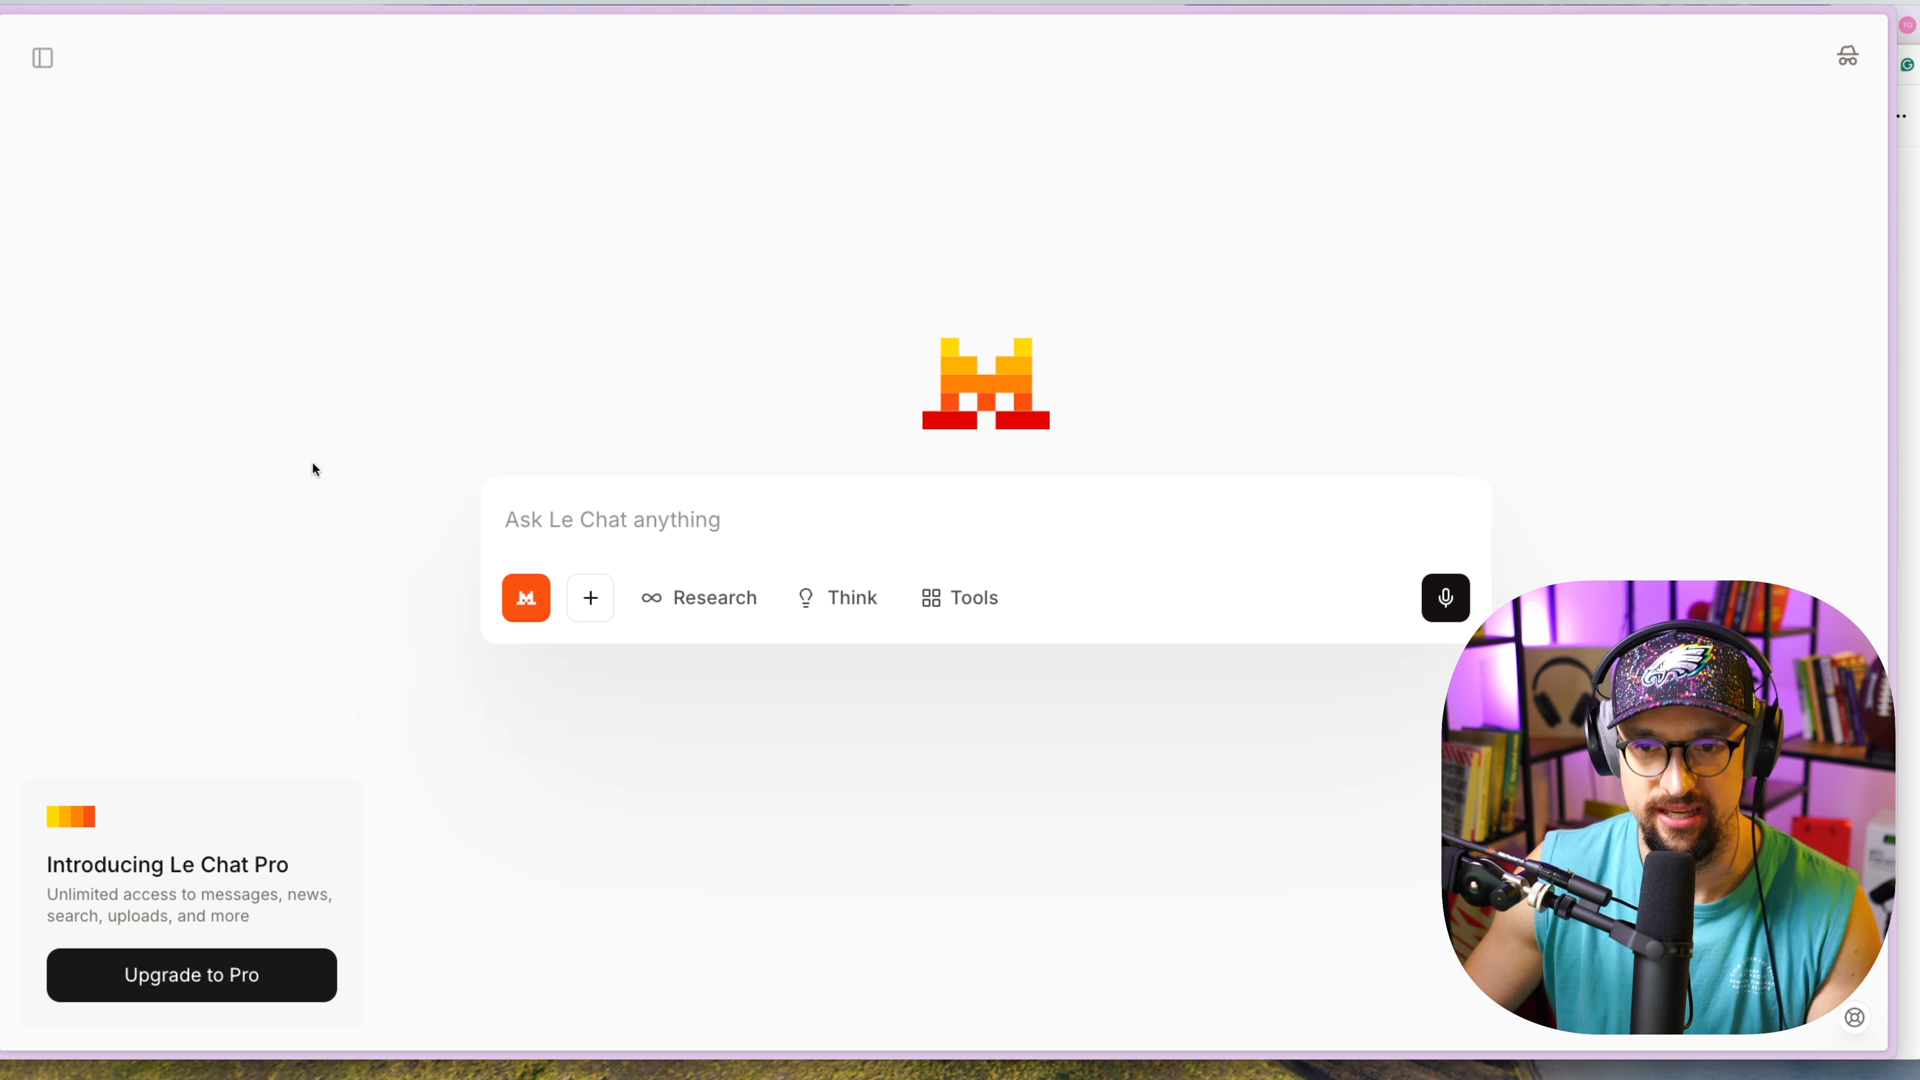 TO
Ask Le Chat anything
Research
Think
Tools
Introducing Le Chat Pro
Unlimited access to messages, news,
search, uploads, and more
Upgrade to Pro